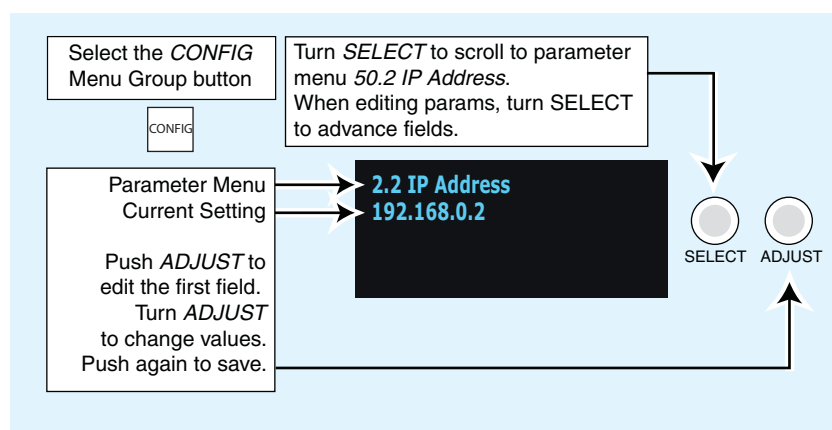 Select the CONFIG
Menu Group button
CONFIG
Turn SELECT to scroll to parameter
menu 50.2 IP Address.
When editing params, turn SELECT
to advance fields.
Parameter Menu
Current Setting
Push ADJUST to
edit the first field.
Turn ADJUST
to change values.
Push again to save.
2.2 IP Address
192.168.0.2
SELECT
ADJUST